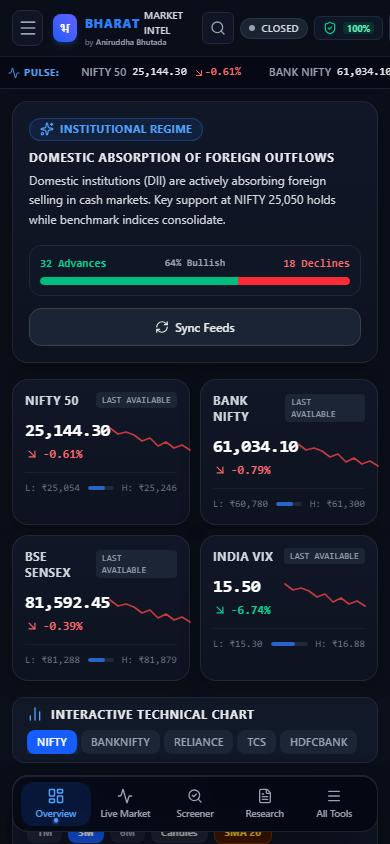 भ
BHARAT MARKET INTEL
by Aniruddha Bhutada
CLOSED
100%
PULSE: NIFTY 50 25,144.30 -0.61% BANK NIFTY 61,034.10
INSTITUTIONAL REGIME
DOMESTIC ABSORPTION OF FOREIGN OUTFLOWS
Domestic institutions (DII) are actively absorbing foreign
selling in cash markets. Key support at NIFTY 25,050 holds
while benchmark indices consolidate.
32 Advances 64% Bullish 18 Declines
Sync Feeds
NIFTY 50 LAST AVAILABLE
25,144.30
-0.61%
L: ₹25,054 H: ₹25,246
BANK NIFTY LAST AVAILABLE
61,034.10
-0.79%
L: ₹60,780 H: ₹61,300
BSE SENSEX LAST AVAILABLE
81,592.45
-0.39%
L: ₹81,288 H: ₹81,879
INDIA VIX LAST AVAILABLE
15.50
-6.74%
L: ₹15.30 H: ₹16.88
INTERACTIVE TECHNICAL CHART
NIFTY BANKNIFTY RELIANCE TCS HDFCBANK
Overview Live Market Screener Research All Tools
1M 3M 6M Candles SMA 20